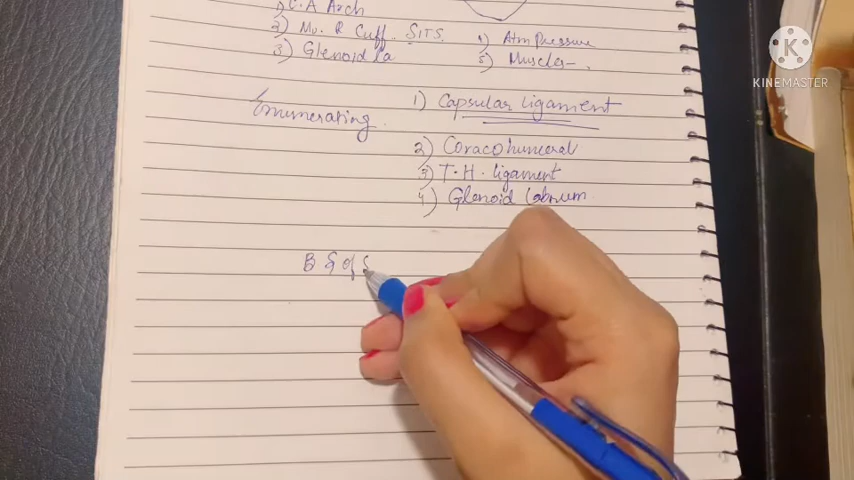 1) C.A Arch
2) Mu. R Cuff. SITS. 4) Atm Pressure
3) Glenoid La 5) Muscles-.
Enumerating 1) Capsular ligament
2) Coracohumeral
3) T.H. ligament
4) Glenoid labrum.
B S of S
KINEMASTER